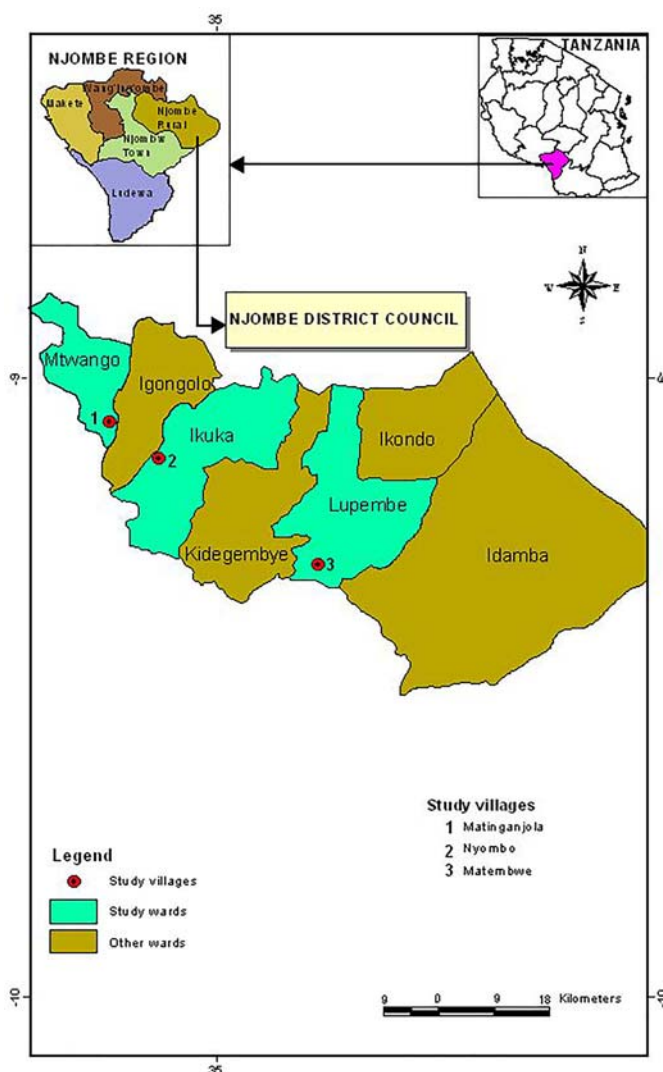 35
NJOMBE REGION
TANZANIA
Makete
Njombe
Rural
Njombe
Town
Ludewa
N
W
E
S
NJOMBE DISTRICT COUNCIL
Mtwango
-9
Igongolo
1
Ikuka
2
Ikondo
Lupembe
Kidegembye
3
Idamba
Study villages
1 Matinganjola
2 Nyombo
3 Matembwe
Legend
Study villages
Study wards
Other wards
-10
-10
9 0 9 18 Kilometers
35